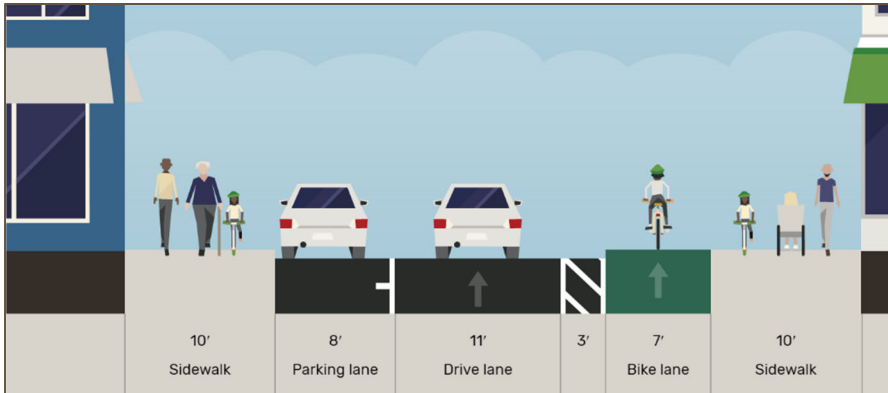 10′ 8′ 11′ 3′ 7′ 10′
Sidewalk Parking lane Drive lane Bike lane Sidewalk